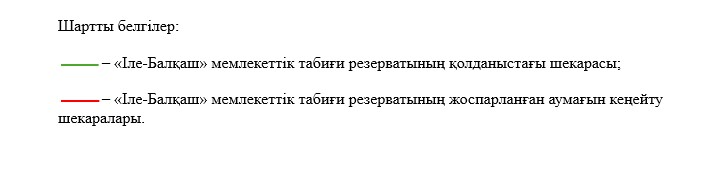 Шартты белгілер:
– «Іле-Балқаш» мемлекеттік табиғи резерватының қолданыстағы шекарасы;
– «Іле-Балқаш» мемлекеттік табиғи резерватының жоспарланған аумағын кеңейту
шекаралары.